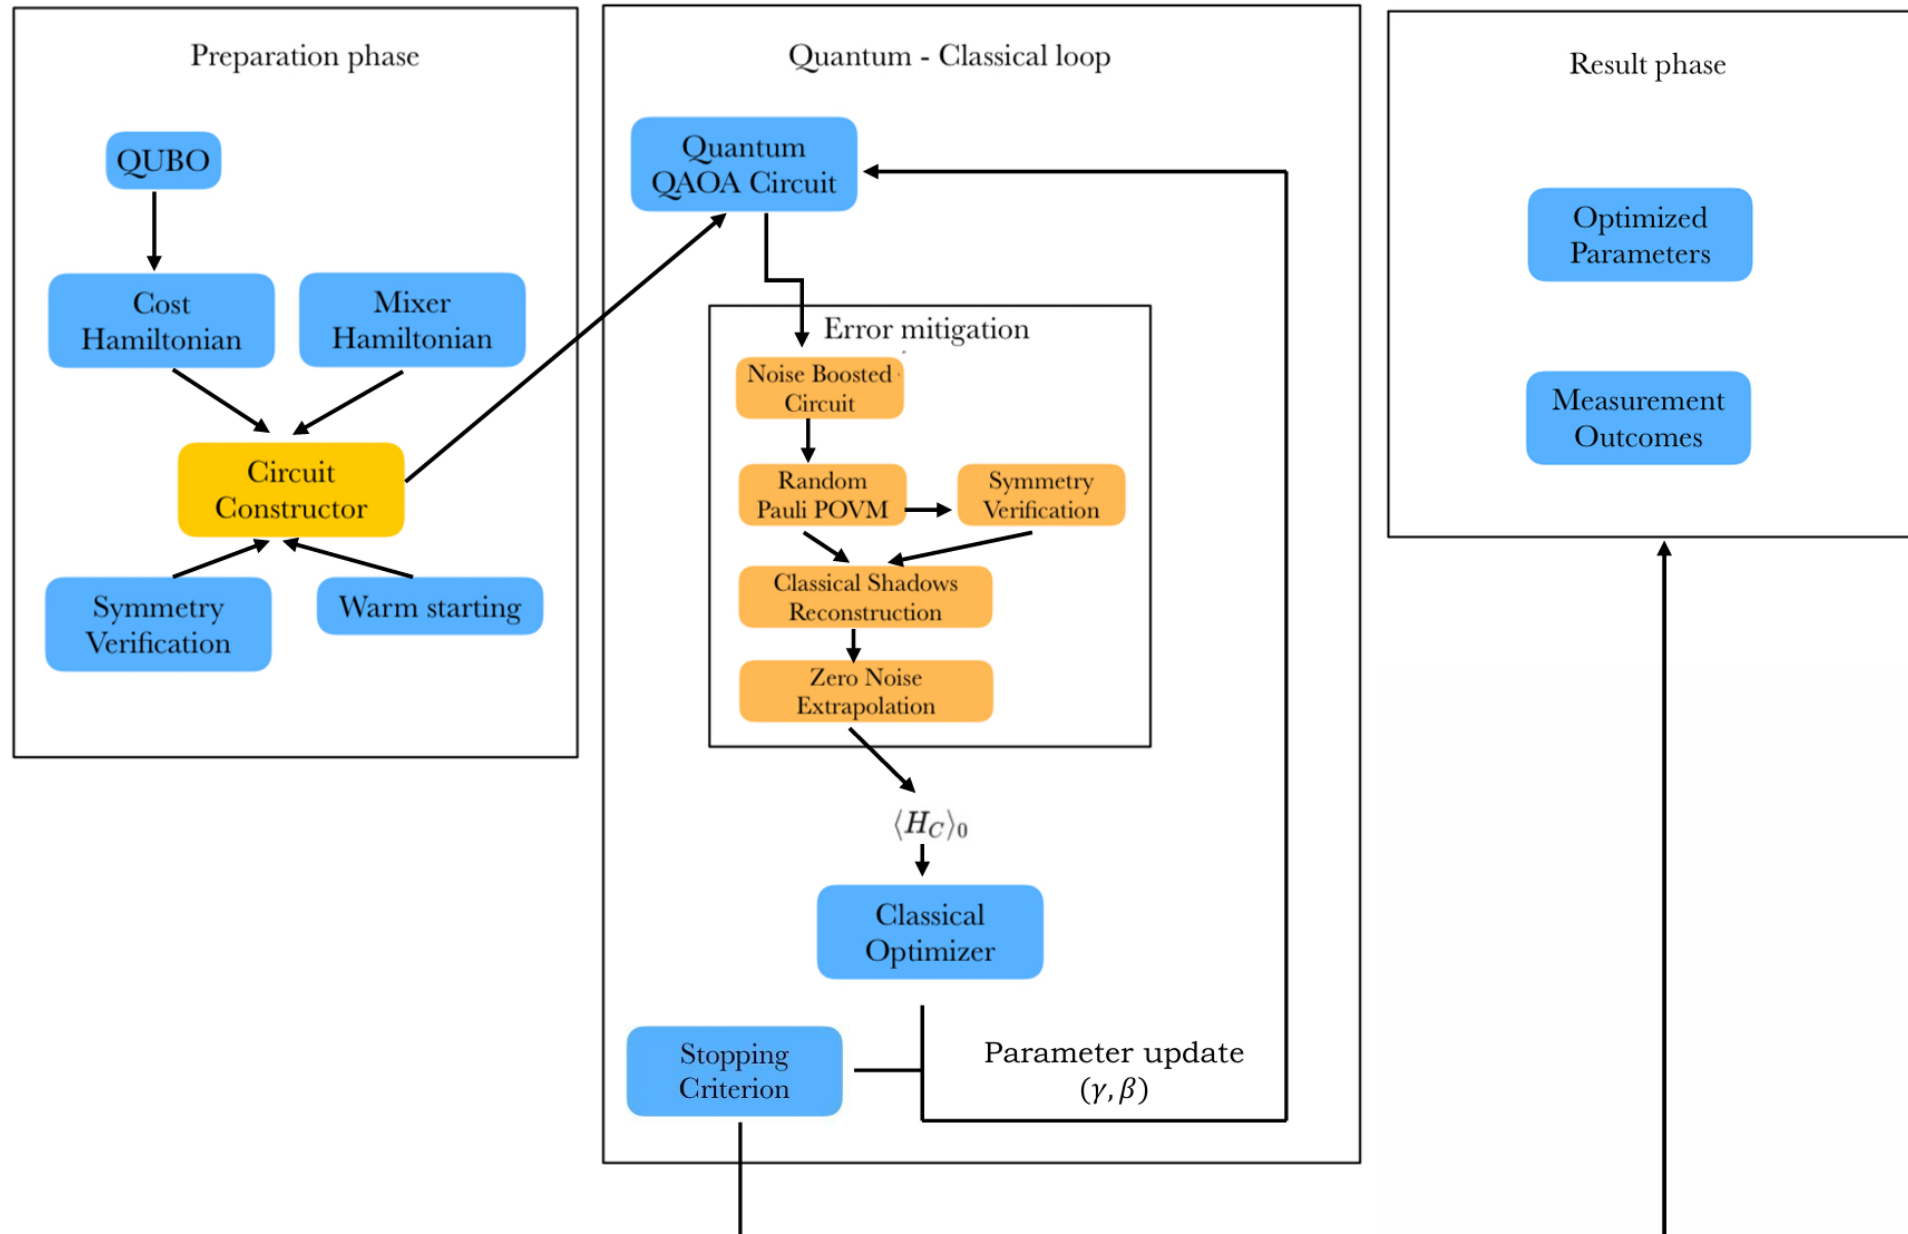 Preparation phase
QUBO
Cost
Hamiltonian
Mixer
Hamiltonian
Circuit
Constructor
Symmetry
Verification
Warm starting
Quantum - Classical loop
Quantum
QAOA Circuit
Error mitigation
Noise Boosted
Circuit
Random
Pauli POVM
Symmetry
Verification
Classical Shadows
Reconstruction
Zero Noise
Extrapolation
⟨H_C⟩₀
Classical
Optimizer
Stopping
Criterion
Parameter update
(γ, β)
Result phase
Optimized
Parameters
Measurement
Outcomes